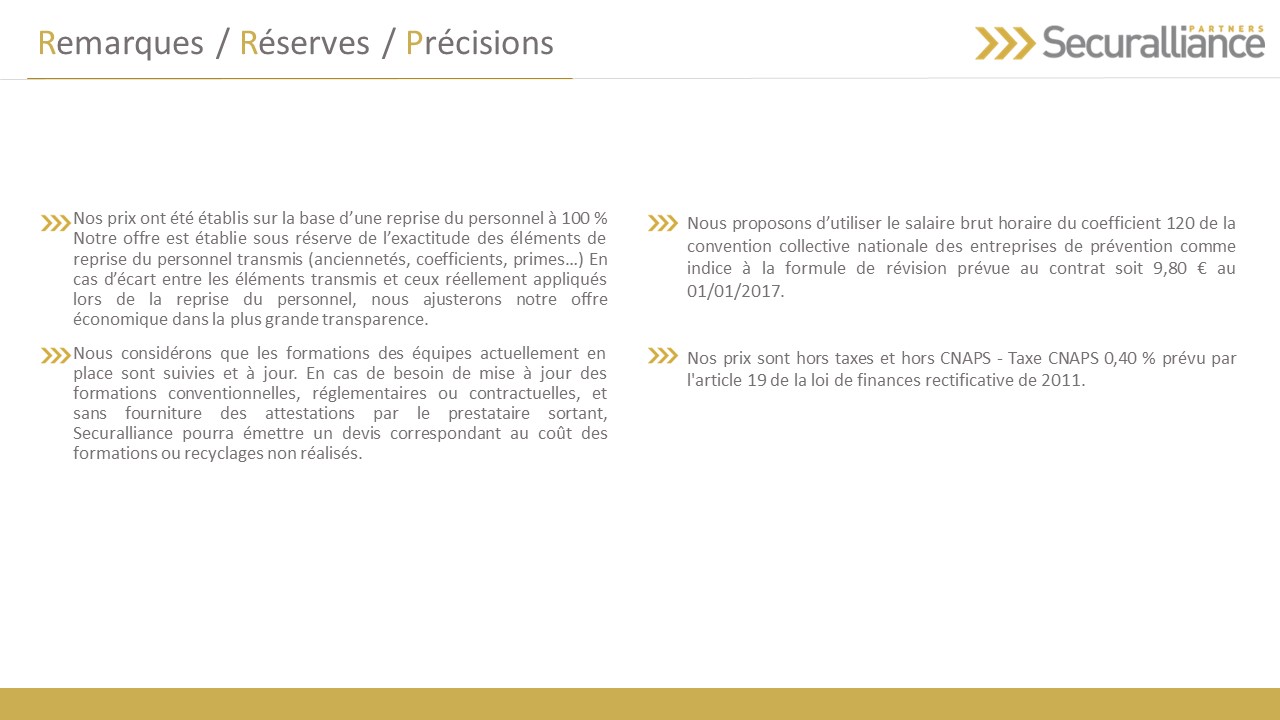 Remarques / Réserves / Précisions
PARTNERS
Securalliance
Nos prix ont été établis sur la base d’une reprise du personnel à 100 %
Notre offre est établie sous réserve de l’exactitude des éléments de
reprise du personnel transmis (anciennetés, coefficients, primes…) En
cas d’écart entre les éléments transmis et ceux réellement appliqués
lors de la reprise du personnel, nous ajusterons notre offre
économique dans la plus grande transparence.
Nous considérons que les formations des équipes actuellement en
place sont suivies et à jour. En cas de besoin de mise à jour des
formations conventionnelles, réglementaires ou contractuelles, et
sans fourniture des attestations par le prestataire sortant,
Securalliance pourra émettre un devis correspondant au coût des
formations ou recyclages non réalisés.
Nous proposons d’utiliser le salaire brut horaire du coefficient 120 de la
convention collective nationale des entreprises de prévention comme
indice à la formule de révision prévue au contrat soit 9,80 € au
01/01/2017.
Nos prix sont hors taxes et hors CNAPS - Taxe CNAPS 0,40 % prévu par
l'article 19 de la loi de finances rectificative de 2011.